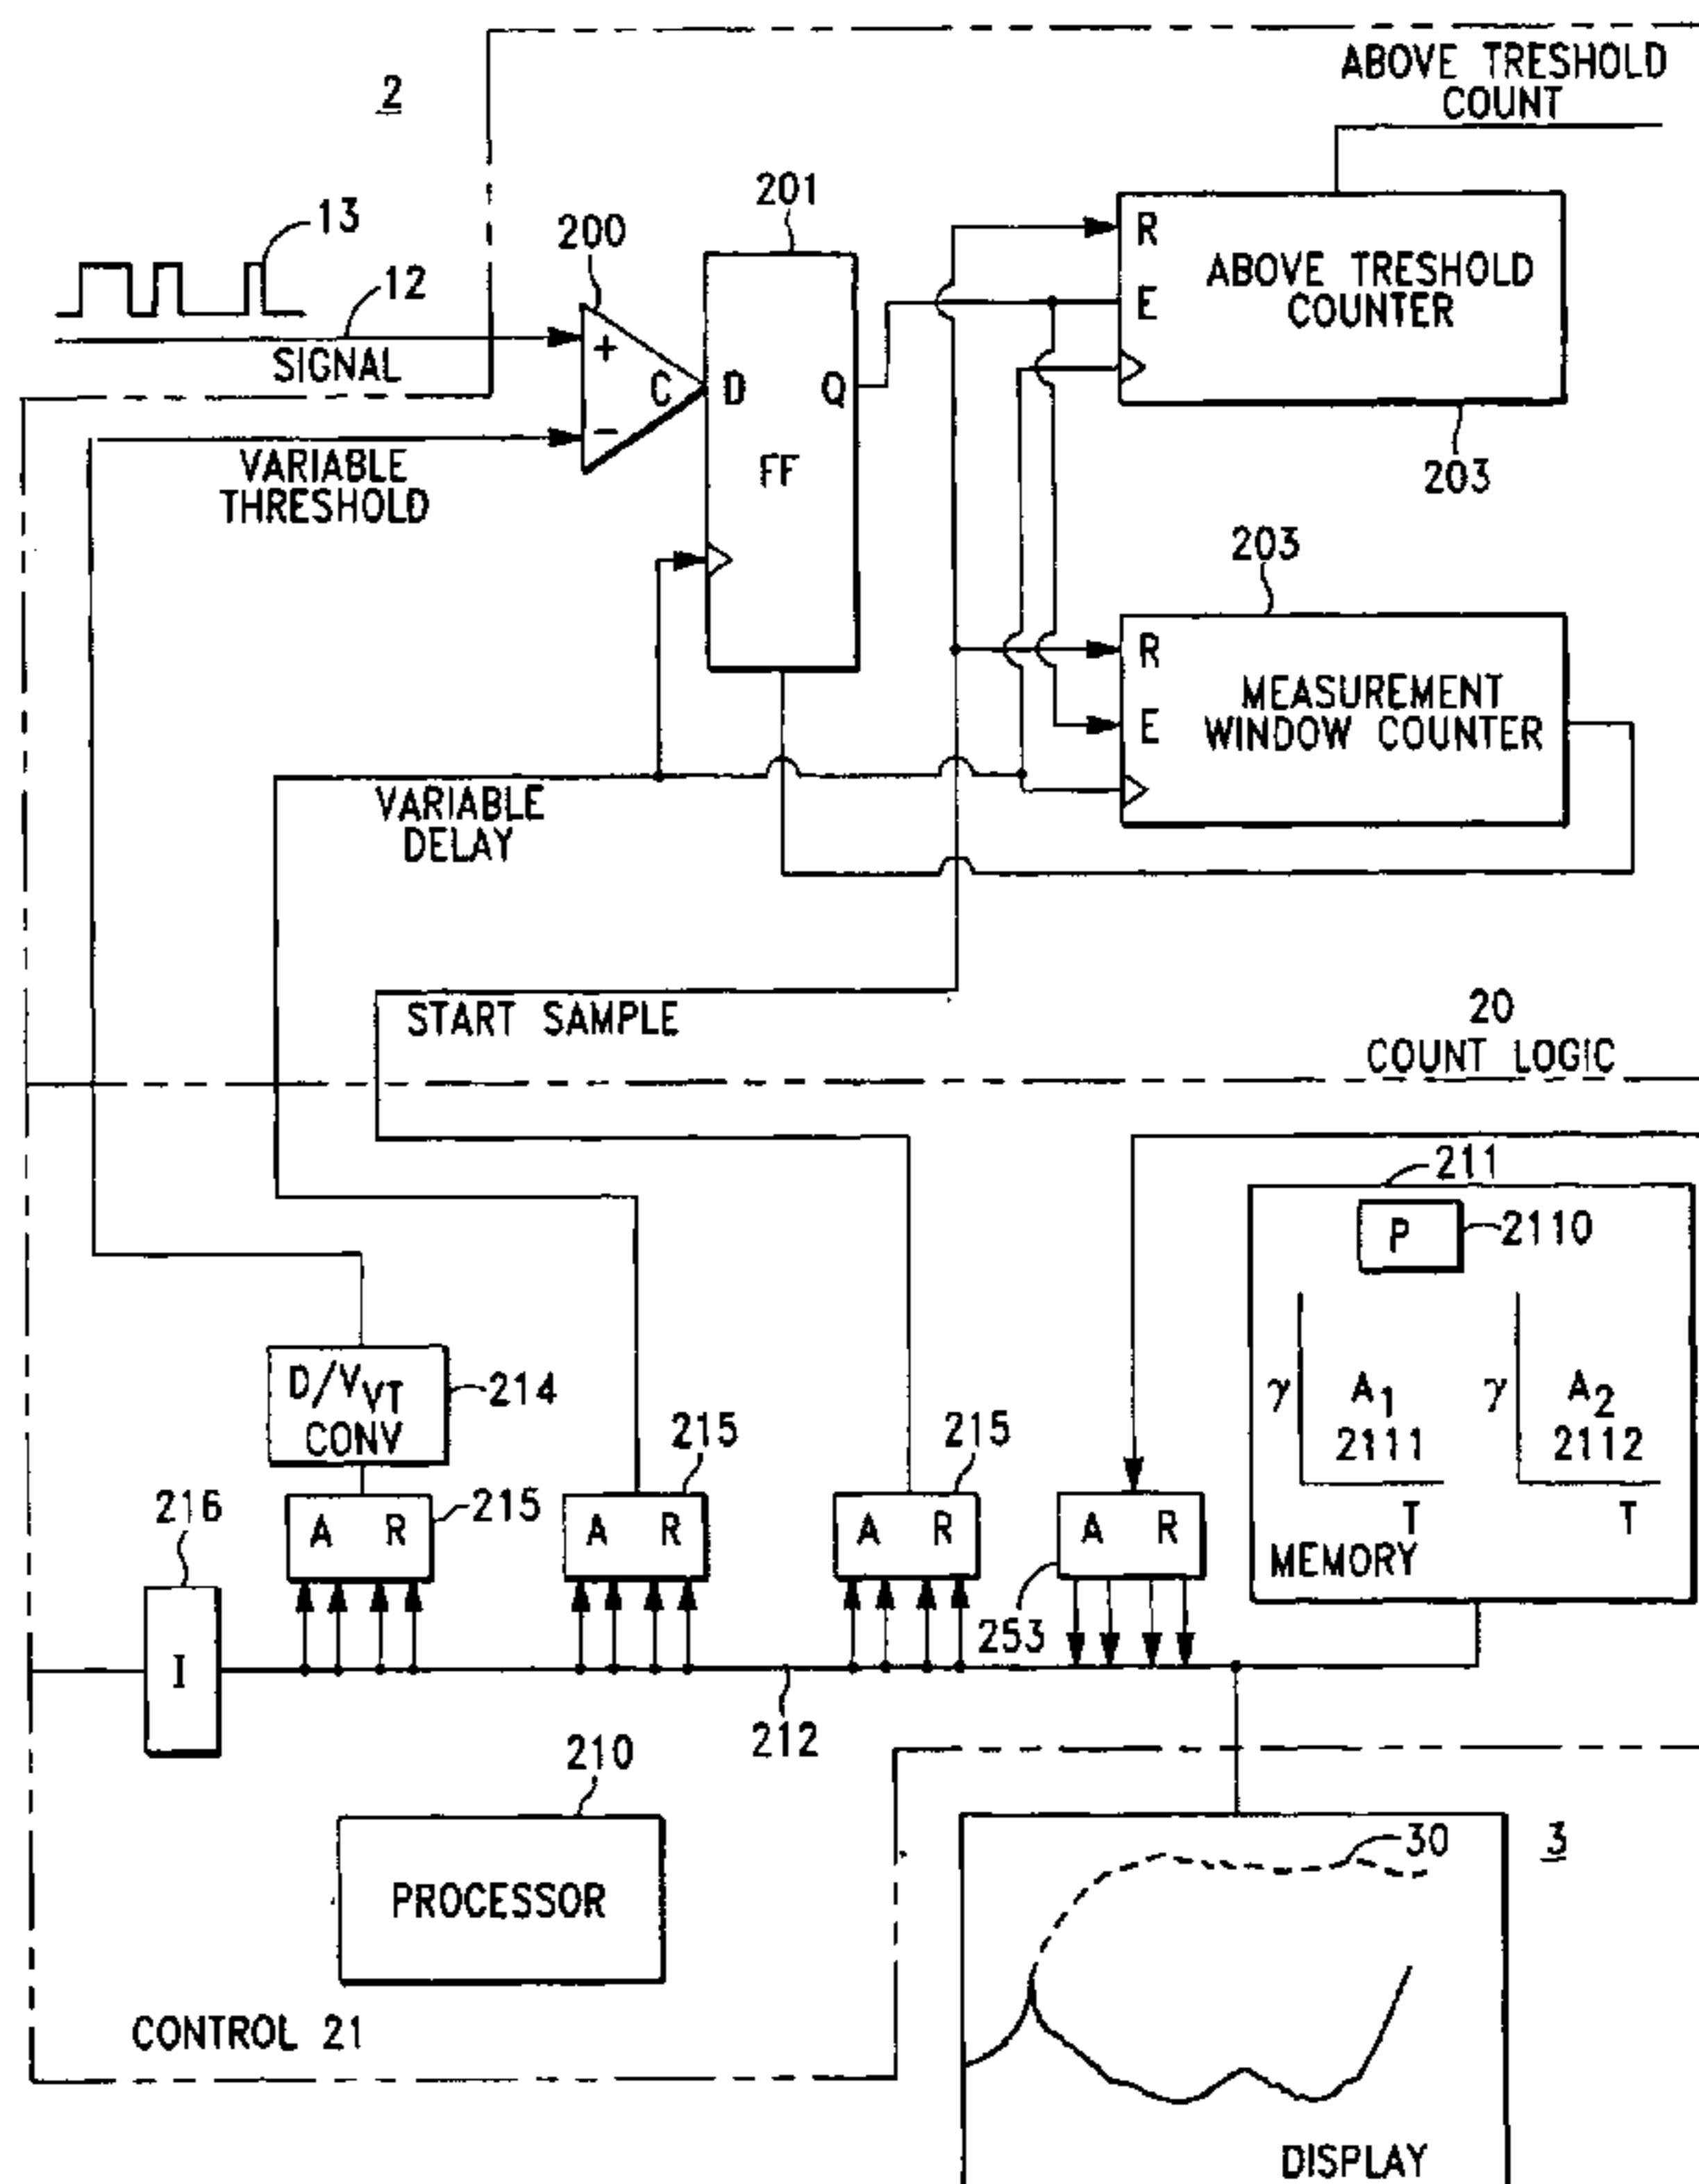 2
ABOVE TRESHOLD
COUNT
13
12
SIGNAL
200
+
−
C
201
D
Q
FF
R
E
ABOVE TRESHOLD
COUNTER
203
VARIABLE
THRESHOLD
203
R
E
MEASUREMENT
WINDOW COUNTER
VARIABLE
DELAY
START SAMPLE
20
COUNT LOGIC
211
P
2110
γ
A1
2111
T
γ
A2
2112
T
MEMORY
D/VVT
CONV
214
A R
215
A R
215
A R
215
A R
253
216
I
212
210
PROCESSOR
CONTROL 21
30
3
DISPLAY